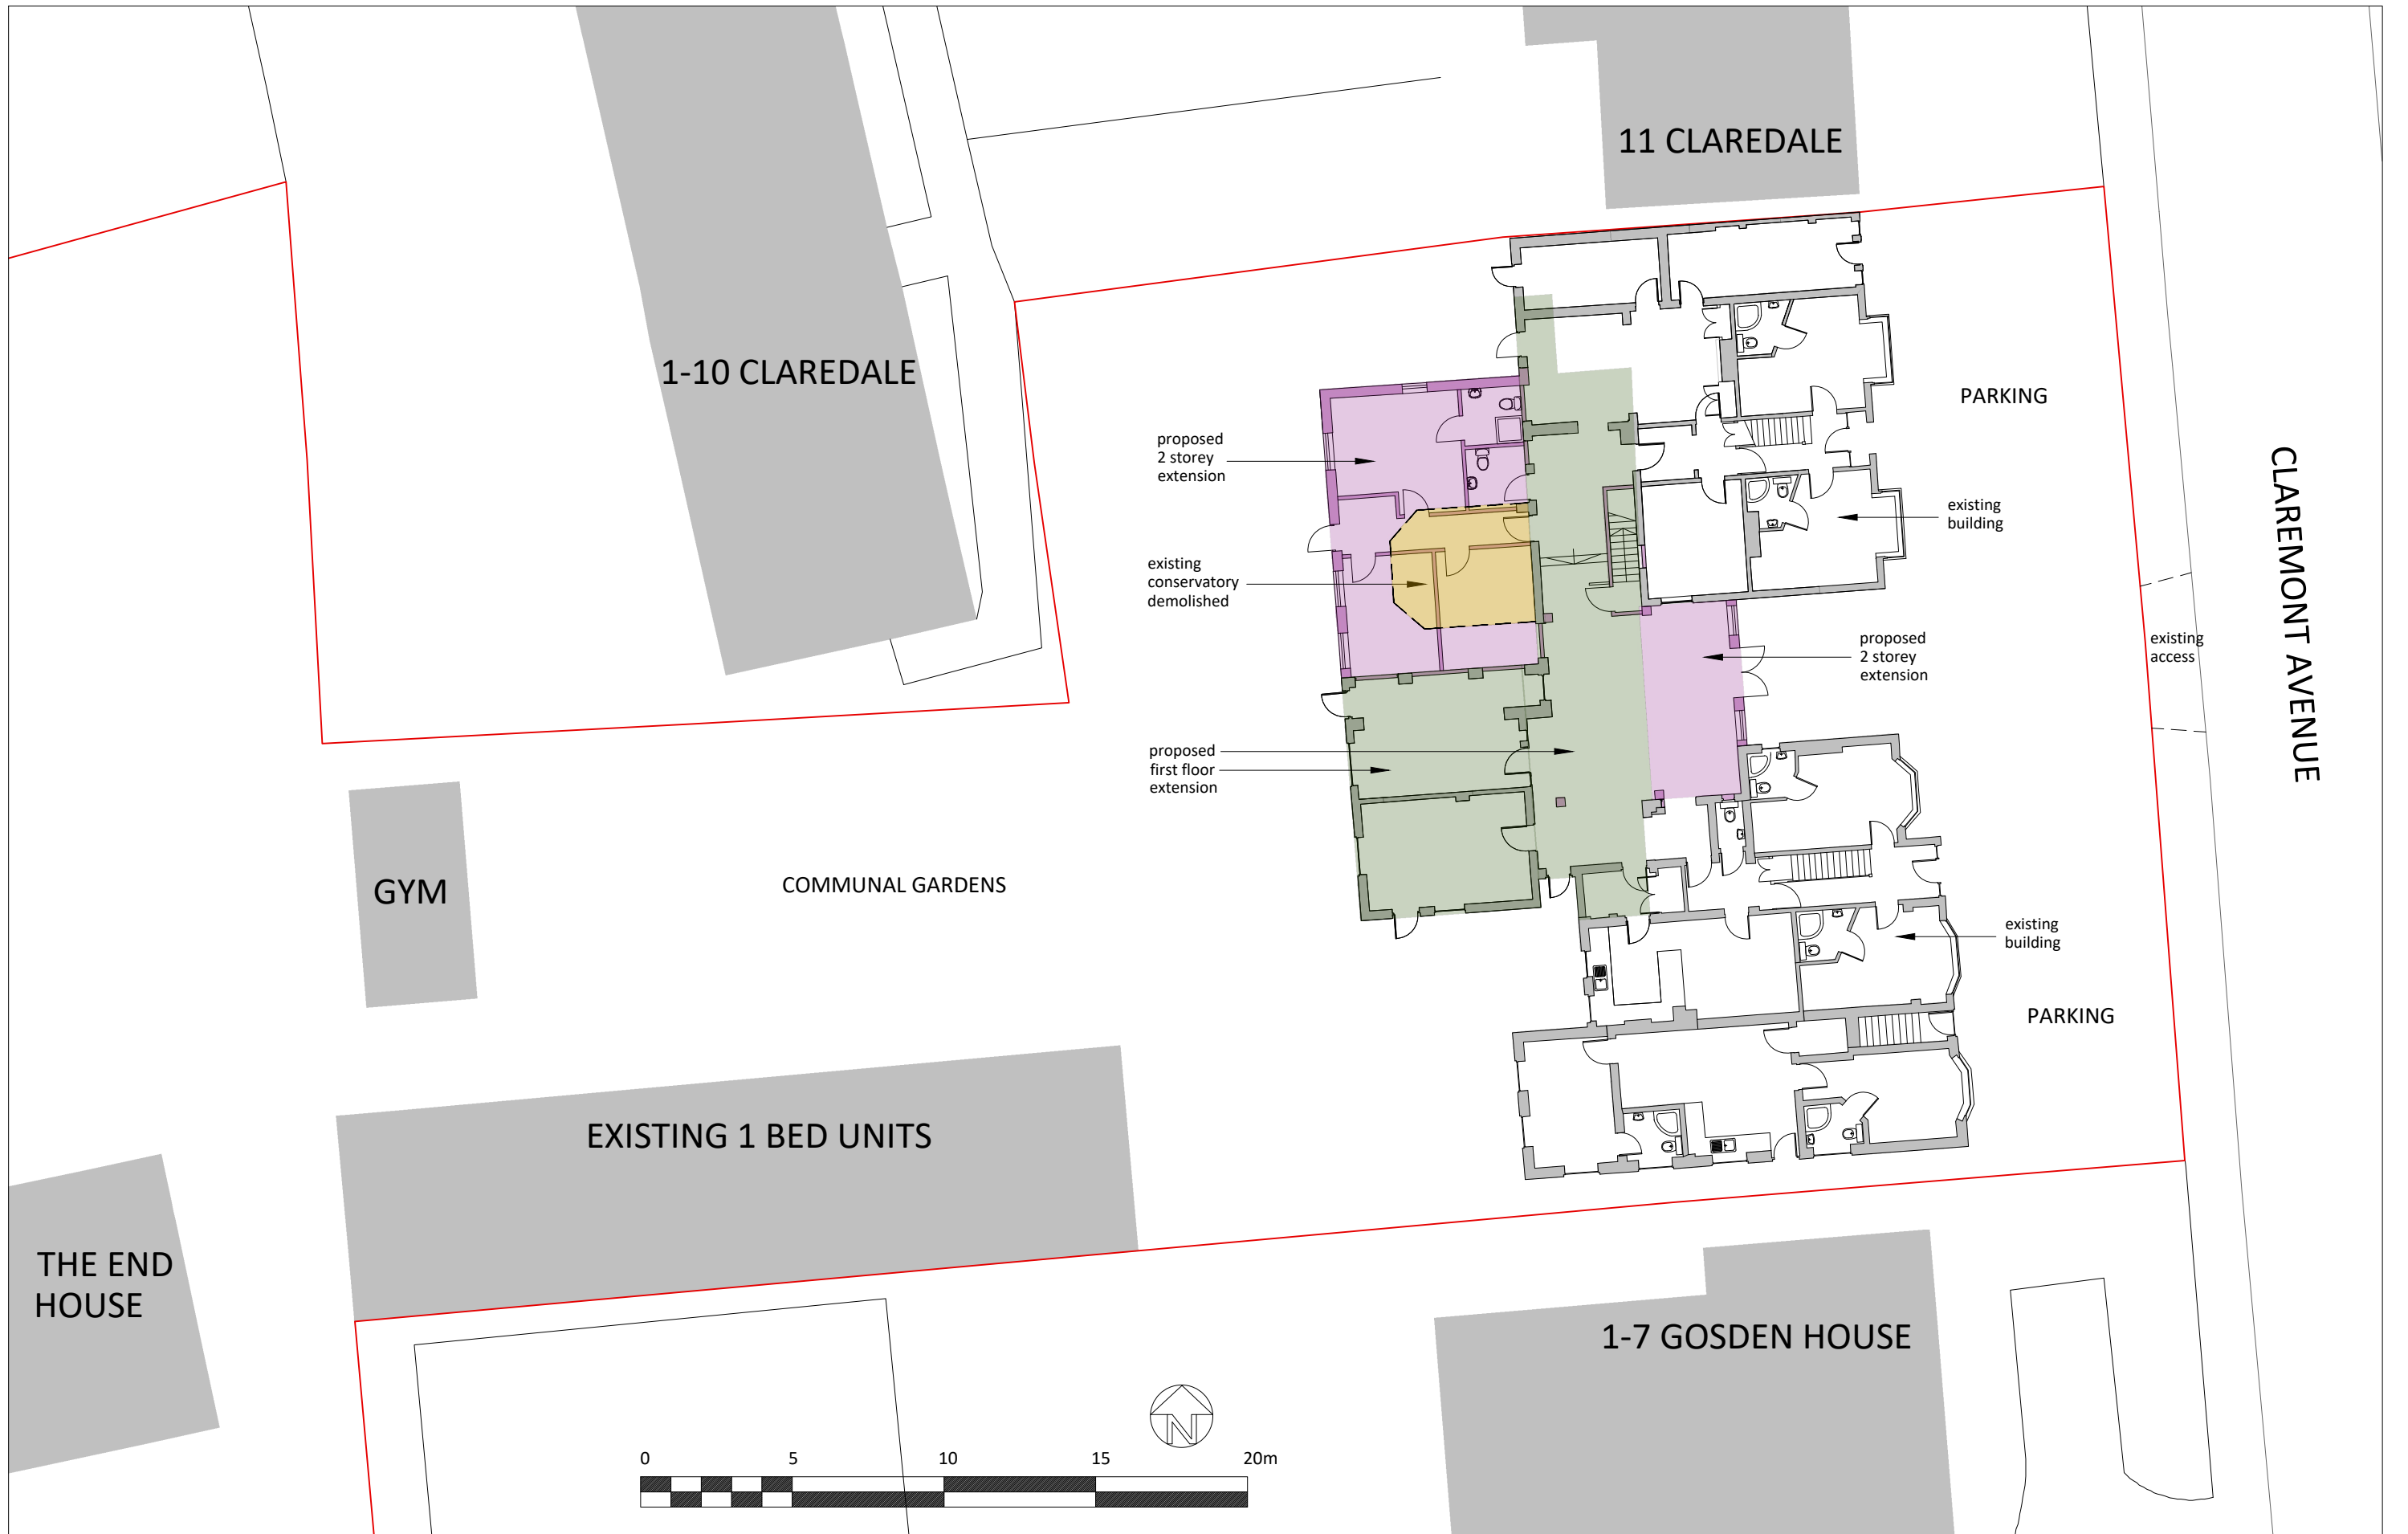 11 CLAREDALE
1-10 CLAREDALE
PARKING
proposed
2 storey
extension
existing
building
CLAREMONT AVENUE
existing
conservatory
demolished
proposed
2 storey
extension
existing
access
proposed
first floor
extension
GYM
COMMUNAL GARDENS
existing
building
PARKING
EXISTING 1 BED UNITS
THE END
HOUSE
1-7 GOSDEN HOUSE
N
0 5 10 15 20m